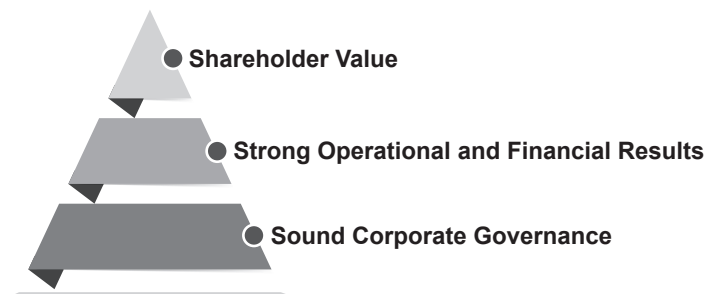 Shareholder Value
Strong Operational and Financial Results
Sound Corporate Governance